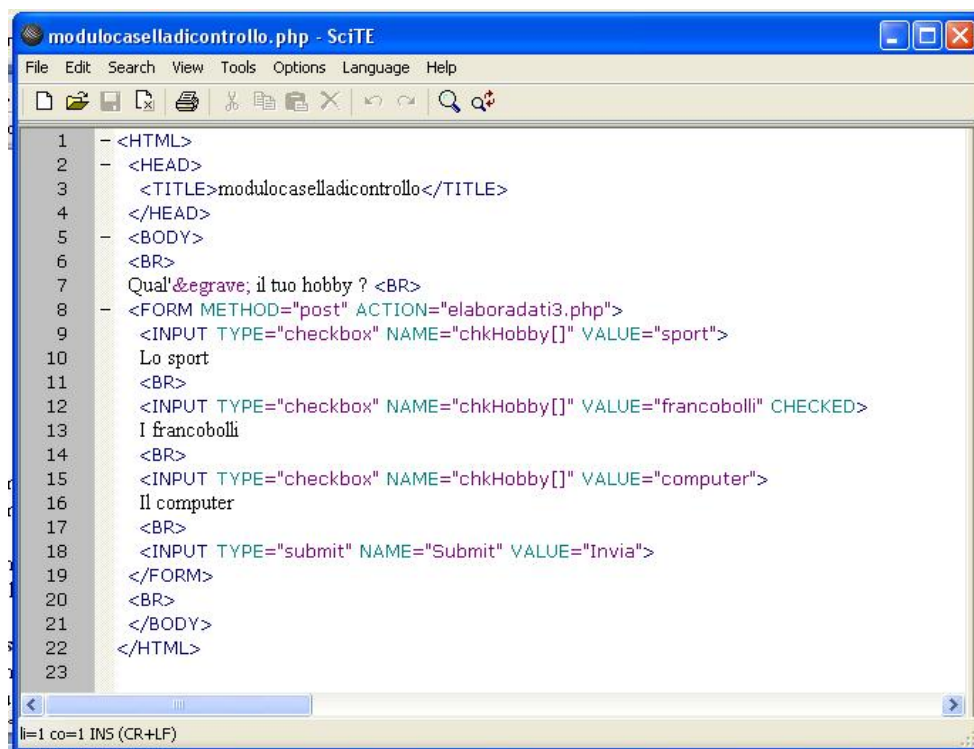 modulocaselladicontrollo.php - SciTE
File Edit Search View Tools Options Language Help
1 <HTML>
2 <HEAD>
3 <TITLE>modulocaselladicontrollo</TITLE>
4 </HEAD>
5 <BODY>
6 <BR>
7 Qual'&egrave; il tuo hobby ? <BR>
8 <FORM METHOD="post" ACTION="elaboradati3.php">
9 <INPUT TYPE="checkbox" NAME="chkHobby[]" VALUE="sport">
10 Lo sport
11 <BR>
12 <INPUT TYPE="checkbox" NAME="chkHobby[]" VALUE="francobolli" CHECKED>
13 I francobolli
14 <BR>
15 <INPUT TYPE="checkbox" NAME="chkHobby[]" VALUE="computer">
16 Il computer
17 <BR>
18 <INPUT TYPE="submit" NAME="Submit" VALUE="Invia">
19 </FORM>
20 <BR>
21 </BODY>
22 </HTML>
23
li=1 co=1 INS (CR+LF)